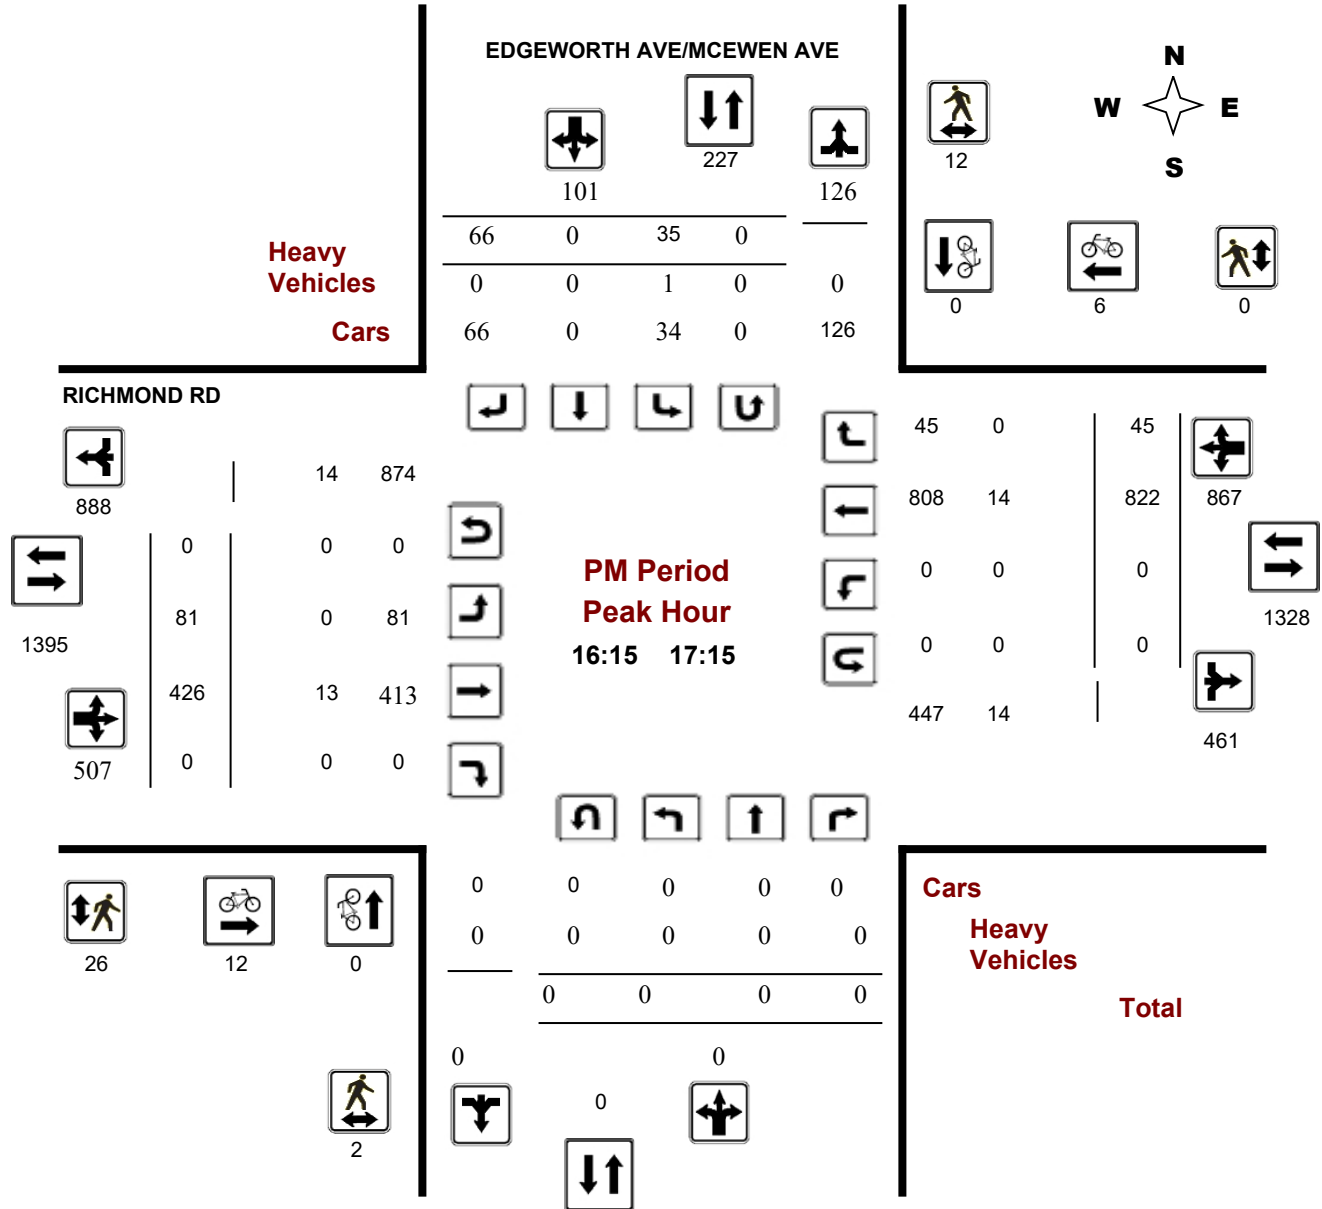 EDGEWORTH AVE/MCEWEN AVE
N
W E
S
227
12
101
126
66 0 35 0
Heavy
Vehicles
0 0 1 0 0
0 6 0
Cars
66 0 34 0 126
RICHMOND RD
45 0 45
14 874
888
808 14 822 867
0 0 0
PM Period
0 0 0
Peak Hour
81 0 81
1328
1395
16:15 17:15
0 0 0
426 13 413
447 14
461
507
0 0 0
0 0 0 0 0
Cars
0 0 0 0 0
Heavy
Vehicles
26 12 0
0 0 0 0
Total
0 0
0
2